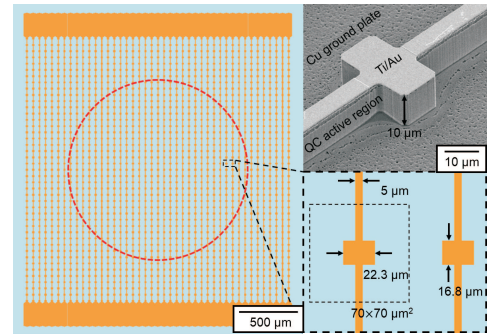 Cu ground plate
Ti/Au
QC active region
10 μm
10 μm
5 μm
22.3 μm
16.8 μm
70×70 μm²
500 μm